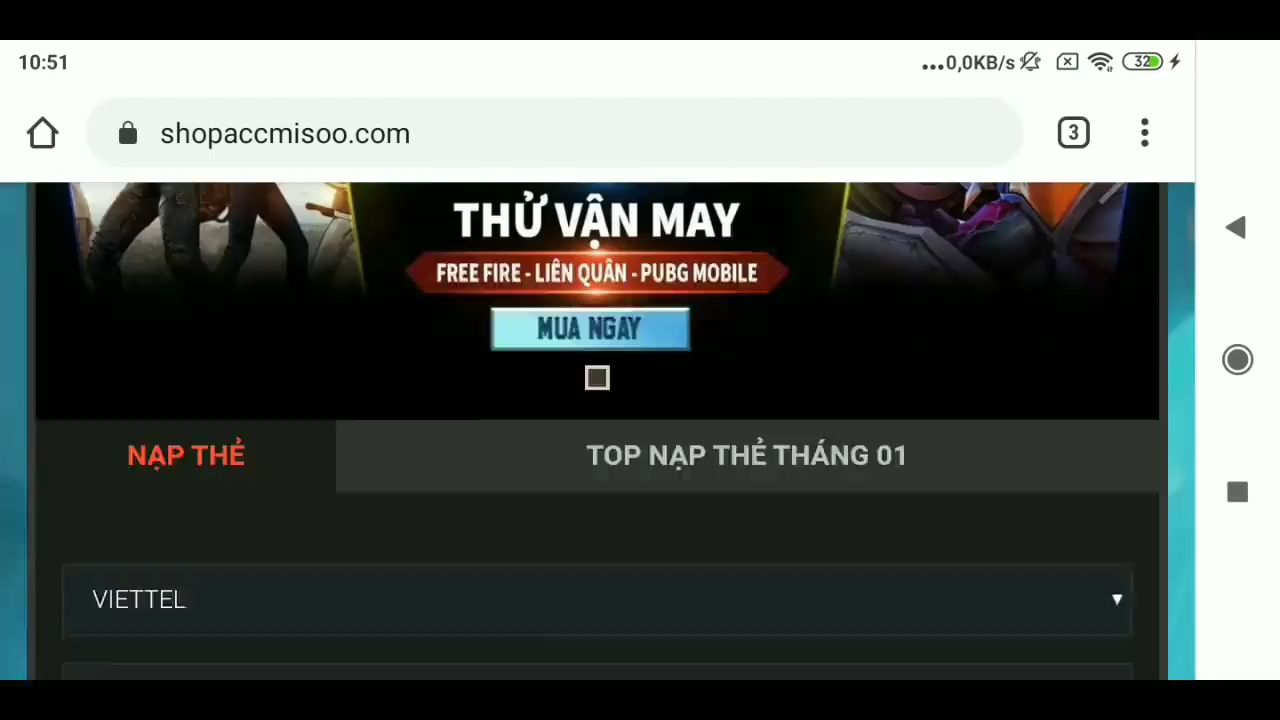 10:51
...0,0KB/s
32
shopaccmisoo.com
3
THỬ VẬN MAY
FREE FIRE - LIÊN QUÂN - PUBG MOBILE
MUA NGAY
NẠP THẺ
TOP NẠP THẺ THÁNG 01
VIETTEL